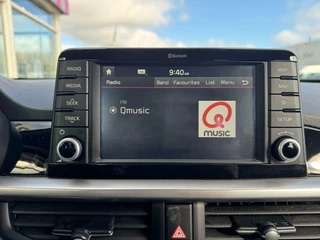 Bluetooth
RADIO
MEDIA
SEEK
TRACK
9:40
Radio
Band Favourites List Menu
FM
Qmusic
Q
MUSIC
SETUP